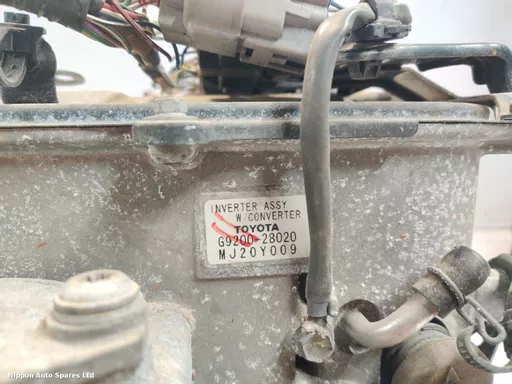 INVERTER ASSY
W CONVERTER
TOYOTA
G9200-28020
MJ20Y009
Nippon Auto Spares Ltd